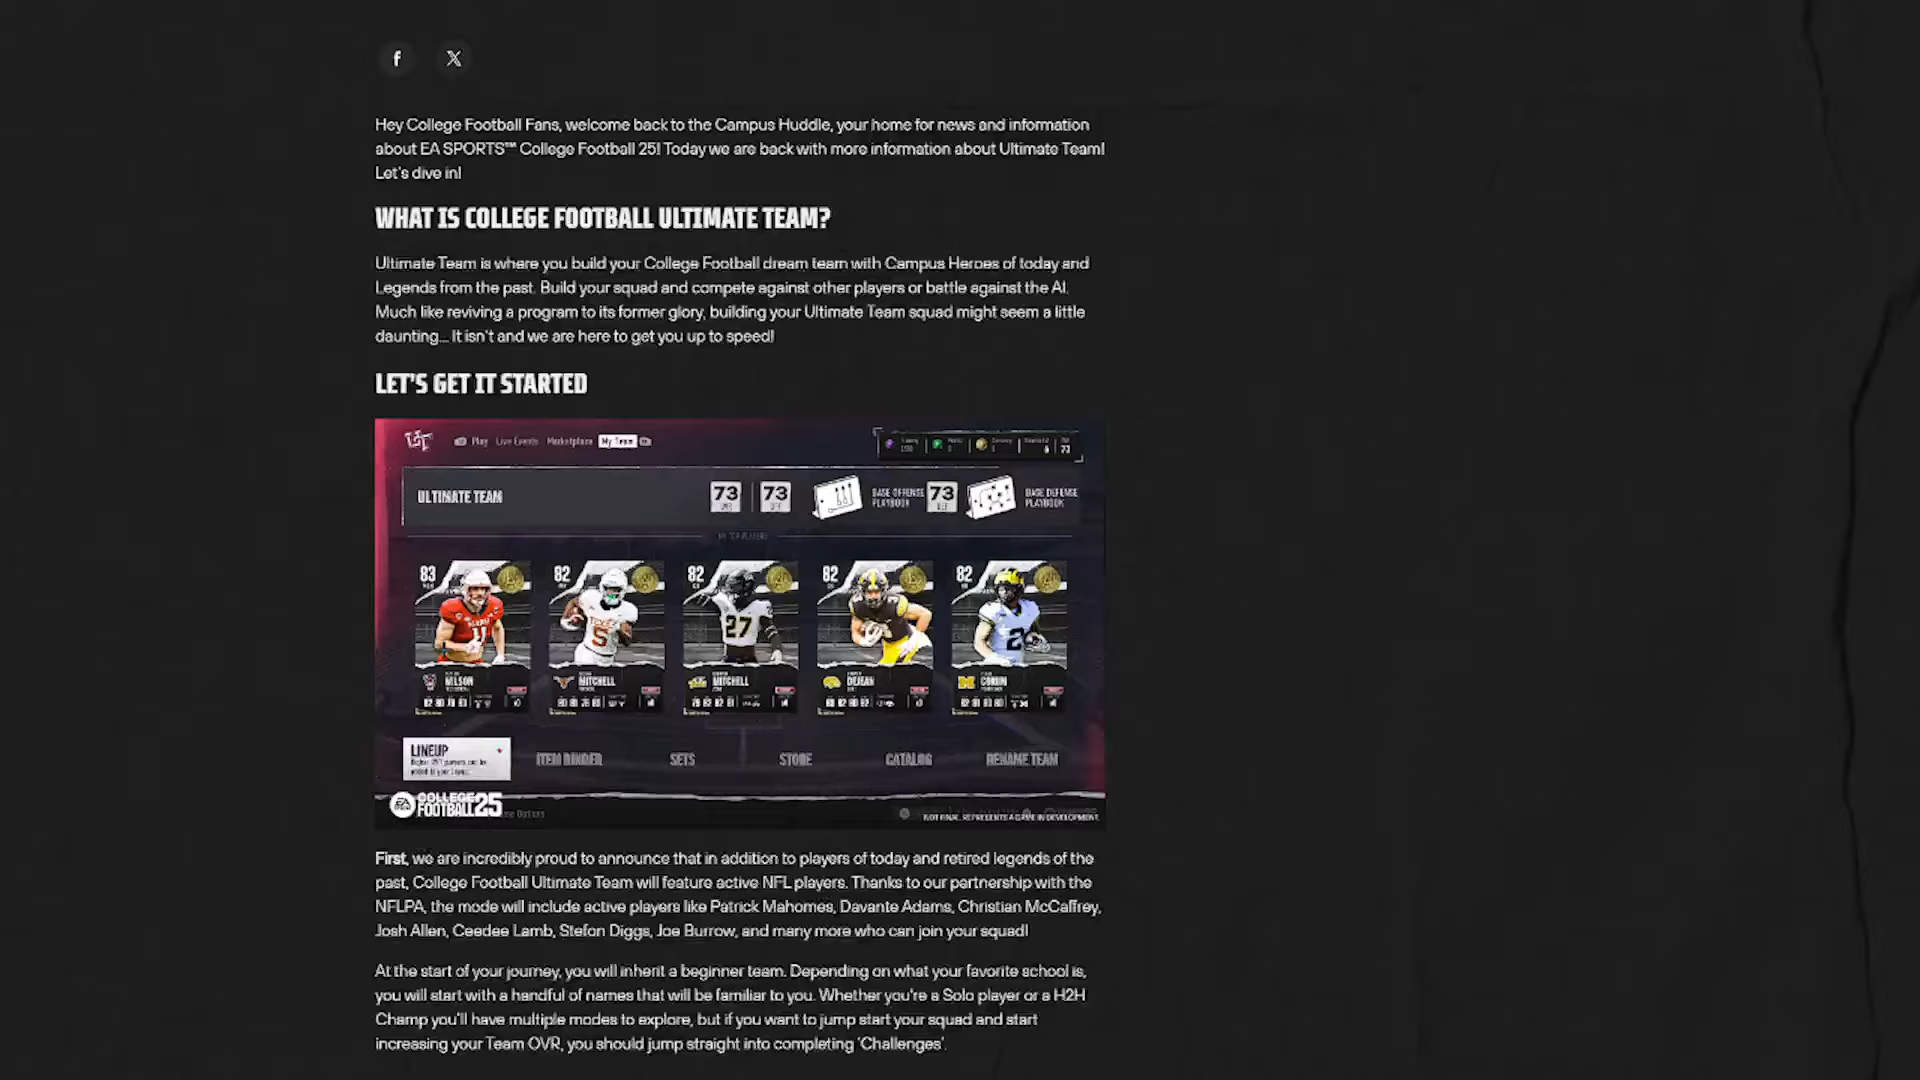 Hey College Football Fans, welcome back to the Campus Huddle, your home for news and information
about EA SPORTS™ College Football 25! Today we are back with more information about Ultimate Team!
Let's dive in!
WHAT IS COLLEGE FOOTBALL ULTIMATE TEAM?
Ultimate Team is where you build your College Football dream team with Campus Heroes of today and
Legends from the past. Build your squad and compete against other players or battle against the AI.
Much like reviving a program to its former glory, building your Ultimate Team squad might seem a little
daunting... It isn't and we are here to get you up to speed!
LET'S GET IT STARTED
Play Live Events Marketplace My Team
73
ULTIMATE TEAM 73 73 BASE OFFENSE PLAYBOOK 73 BASE DEFENSE PLAYBOOK
MY TOP PLAYERS
83 82 82 82 82
11 5 27 3 2
WILSON MITCHELL MITCHELL DEJEAN CORUM
LINEUP ITEM BINDER SETS STORE CATALOG RENAME TEAM
EA COLLEGE FOOTBALL 25 Options
NOT FINAL. REPRESENTS A GAME IN DEVELOPMENT.
First, we are incredibly proud to announce that in addition to players of today and retired legends of the
past, College Football Ultimate Team will feature active NFL players. Thanks to our partnership with the
NFLPA, the mode will include active players like Patrick Mahomes, Davante Adams, Christian McCaffrey,
Josh Allen, Ceedee Lamb, Stefon Diggs, Joe Burrow, and many more who can join your squad!
At the start of your journey, you will inherit a beginner team. Depending on what your favorite school is,
you will start with a handful of names that will be familiar to you. Whether you're a Solo player or a H2H
Champ you'll have multiple modes to explore, but if you want to jump start your squad and start
increasing your Team OVR, you should jump straight into completing 'Challenges'.